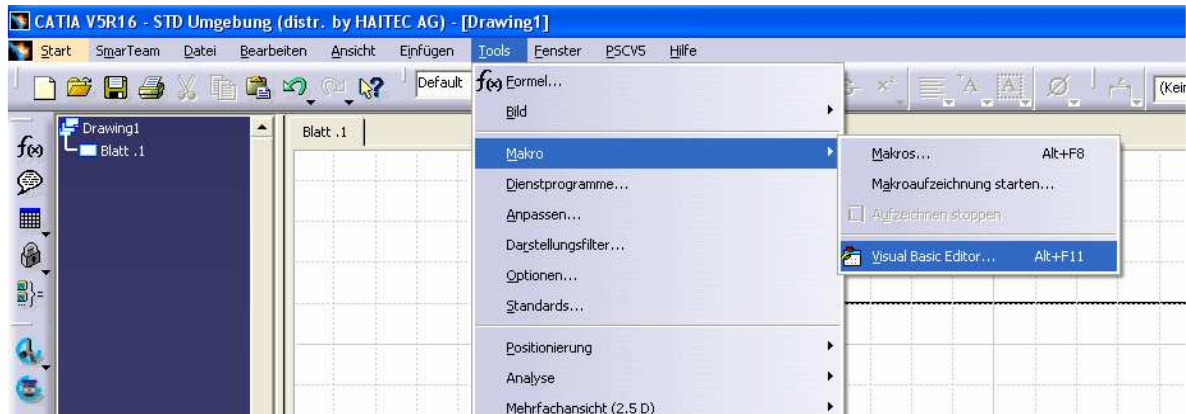 CATIA V5R16 - STD Umgebung (distr. by HAITEC AG) - [Drawing1]
Start SmarTeam Datei Bearbeiten Ansicht Einfügen Tools Fenster PSCV5 Hilfe
Default
f(x) Formel...
Bild
Drawing1
Blatt .1
Blatt .1
f(x)
Makro
Dienstprogramme...
Anpassen...
Darstellungsfilter...
Optionen...
Standards...
Positionierung
Analyse
Mehrfachansicht (2.5 D)
Makros... Alt+F8
Makroaufzeichnung starten...
Aufzeichnen stoppen
Visual Basic Editor... Alt+F11